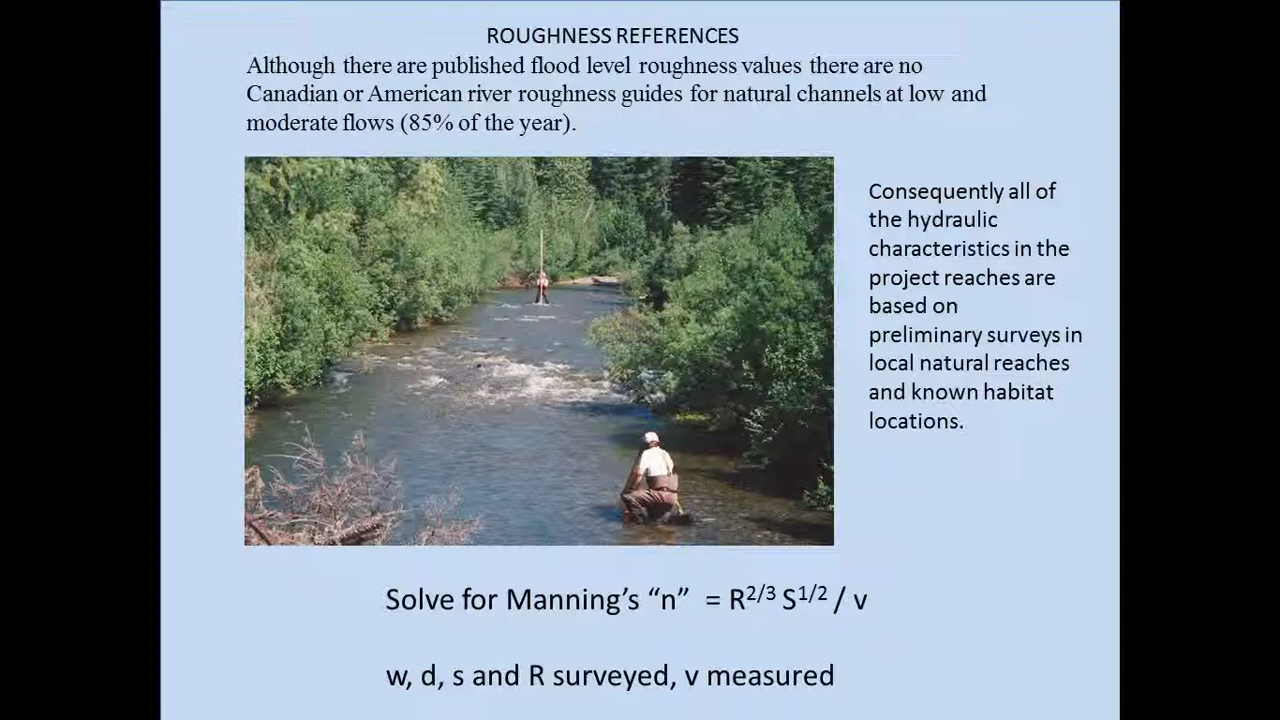 ROUGHNESS REFERENCES
Although there are published flood level roughness values there are no
Canadian or American river roughness guides for natural channels at low and
moderate flows (85% of the year).
Consequently all of
the hydraulic
characteristics in the
project reaches are
based on
preliminary surveys in
local natural reaches
and known habitat
locations.
Solve for Manning's “n” = R^2/3 S^1/2 / v
w, d, s and R surveyed, v measured